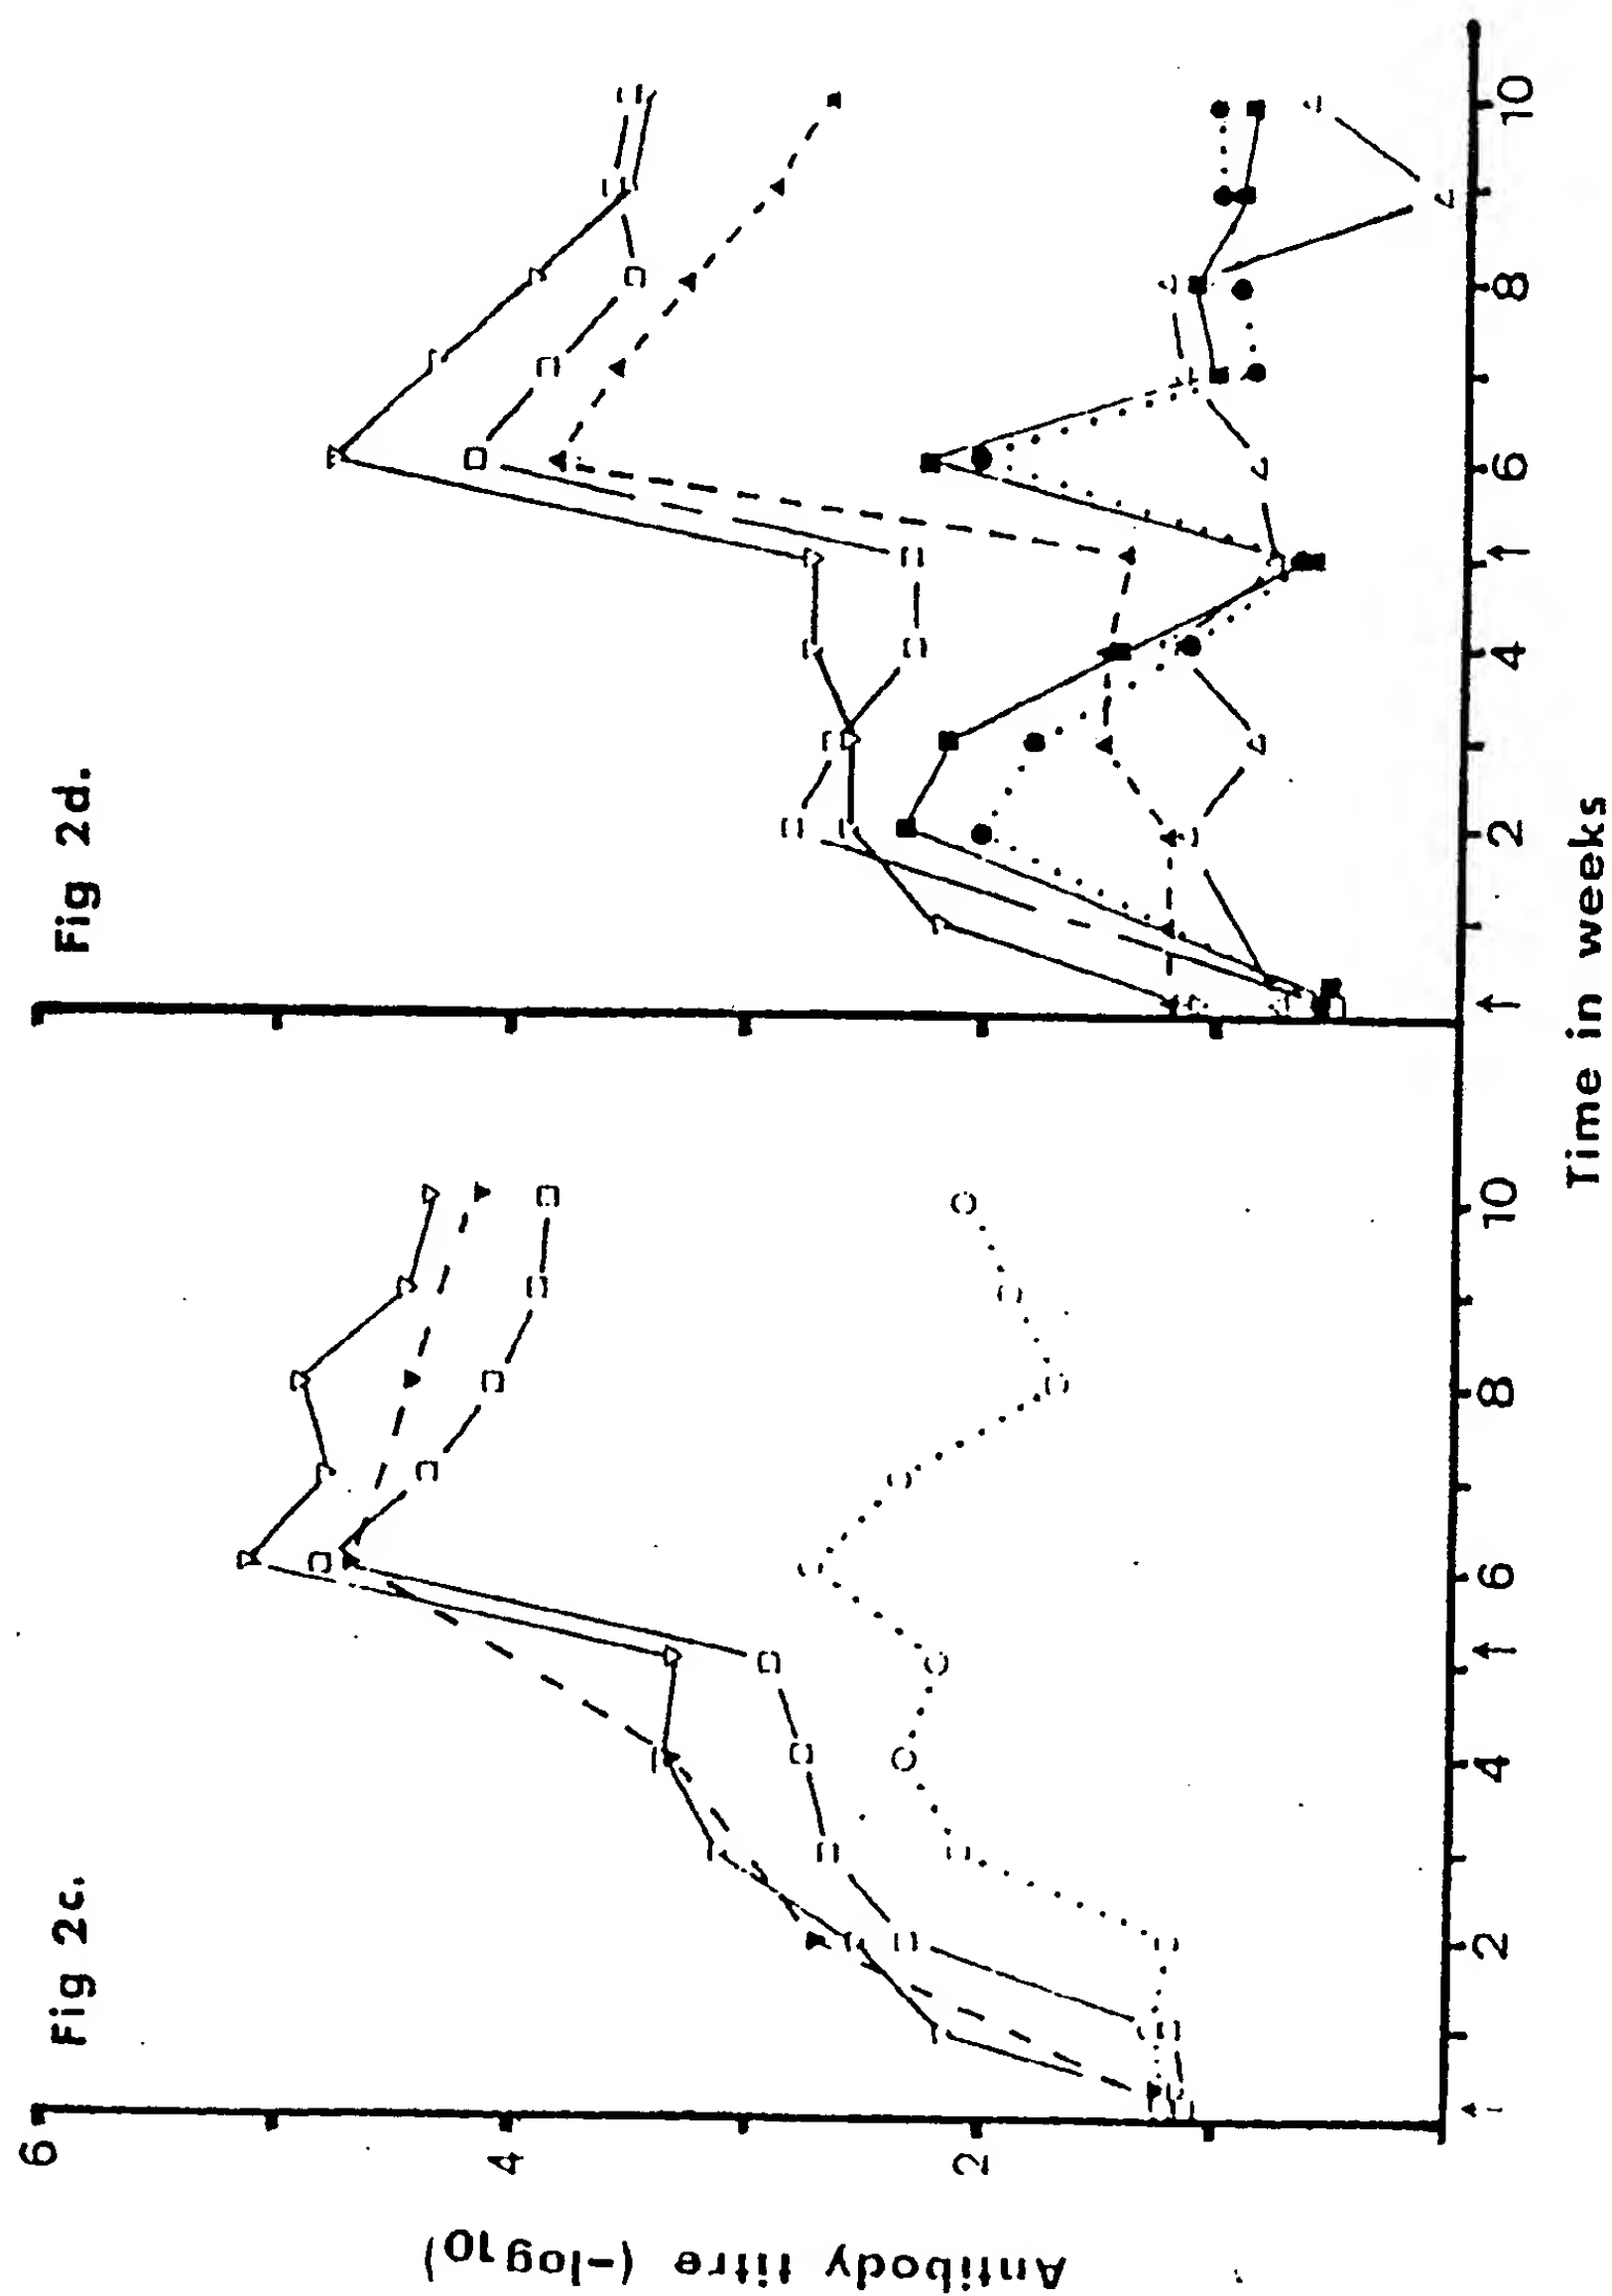 Fig 2c.
Fig 2d.
6
4
2
Antibody titre (-log10)
2 4 6 8 10
2 4 6 8 10
Time in weeks